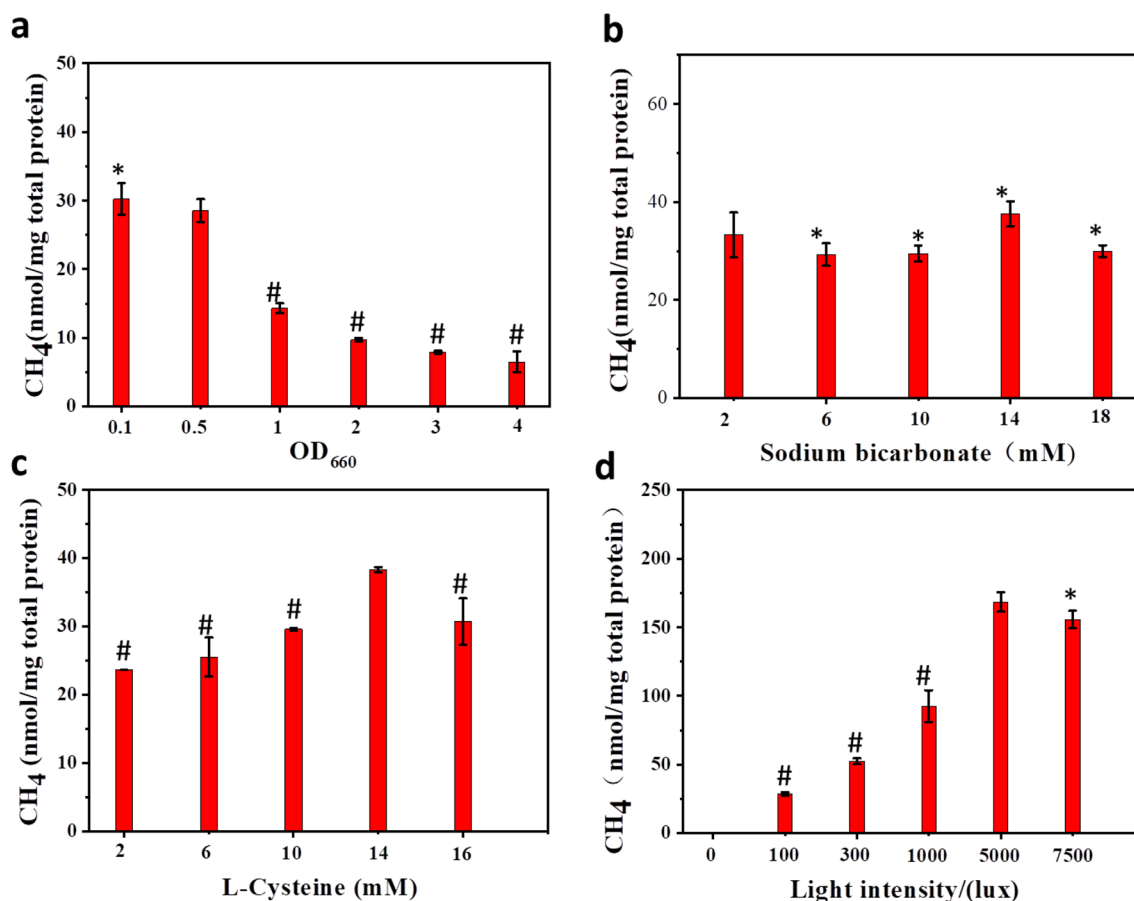 a
CH4(nmol/mg total protein)
50
40
30
20
10
0
*
#
#
#
#
0.1 0.5 1 2 3 4
OD660
b
CH4(nmol/mg total protein)
60
40
20
0
*
*
*
*
2 6 10 14 18
Sodium bicarbonate（mM)
c
CH4 (nmol/mg total protein)
50
40
30
20
10
0
#
#
#
#
2 6 10 14 16
L-Cysteine (mM)
d
CH4（nmol/mg total protein）
250
200
150
100
50
0
#
#
#
*
0 100 300 1000 5000 7500
Light intensity/(lux)